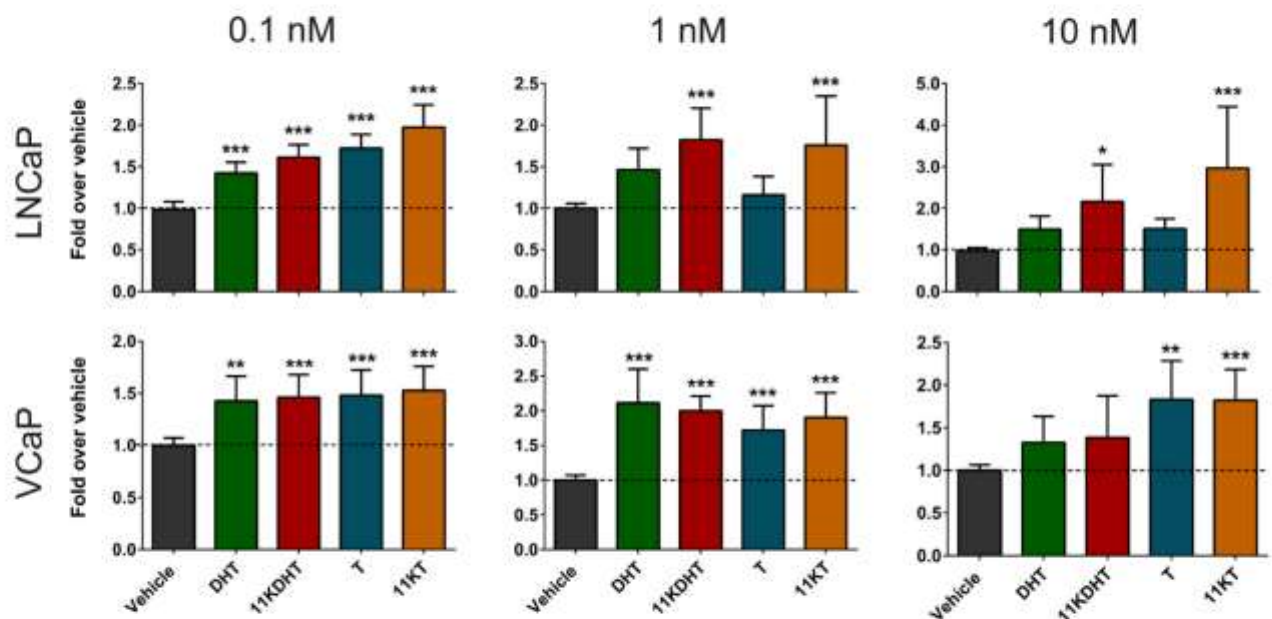 0.1 nM 1 nM 10 nM
LNCaP
Fold over vehicle
2.5
2.0
1.5
1.0
0.5
0.0
***
***
***
***
2.5
2.0
1.5
1.0
0.5
0.0
***
***
5.0
4.0
3.0
2.0
1.0
0.0
*
***
VCaP
Fold over vehicle
2.0
1.5
1.0
0.5
0.0
**
***
***
***
Vehicle
DHT
11KDHT
T
11KT
3.0
2.5
2.0
1.5
1.0
0.5
0.0
***
***
***
***
Vehicle
DHT
11KDHT
T
11KT
2.5
2.0
1.5
1.0
0.5
0.0
**
***
Vehicle
DHT
11KDHT
T
11KT